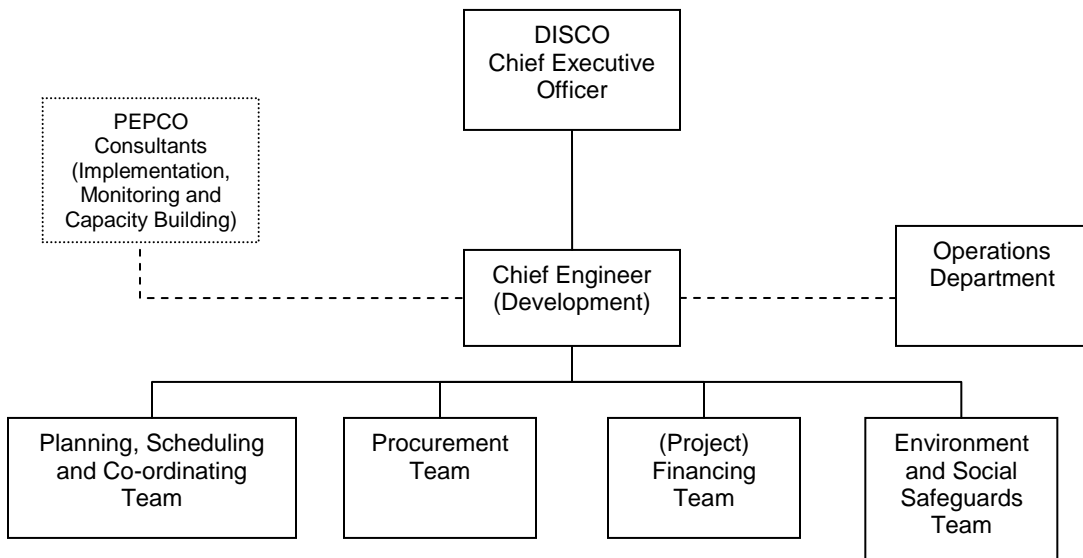 DISCO
Chief Executive
Officer
PEPCO
Consultants
(Implementation,
Monitoring and
Capacity Building)
Chief Engineer
(Development)
Operations
Department
Planning, Scheduling
and Co-ordinating
Team
Procurement
Team
(Project)
Financing
Team
Environment
and Social
Safeguards
Team